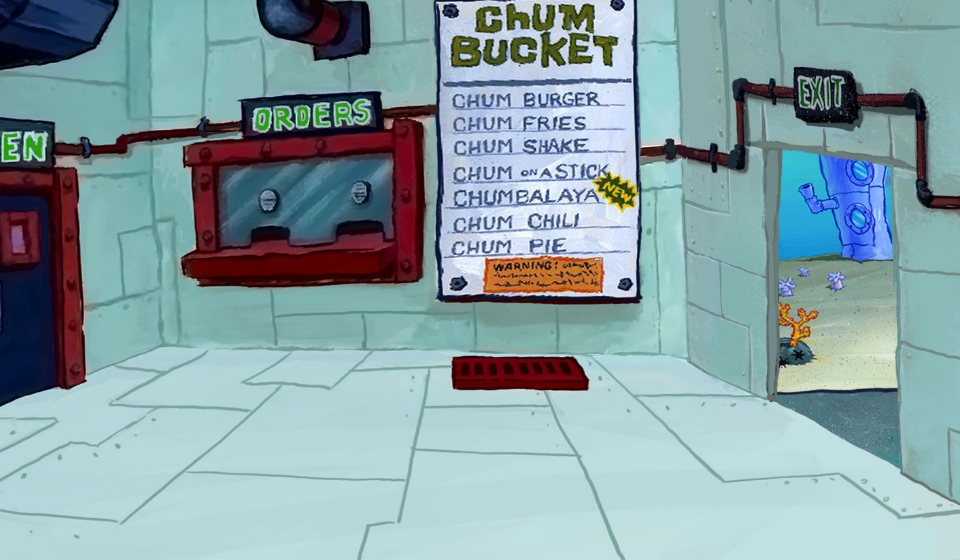 EN
ORDERS
CHUM
BUCKET
CHUM BURGER
CHUM FRIES
CHUM SHAKE
CHUM ON A STICK
CHUMBALAYA
NEW
CHUM CHILI
CHUM PIE
WARNING:
EXIT